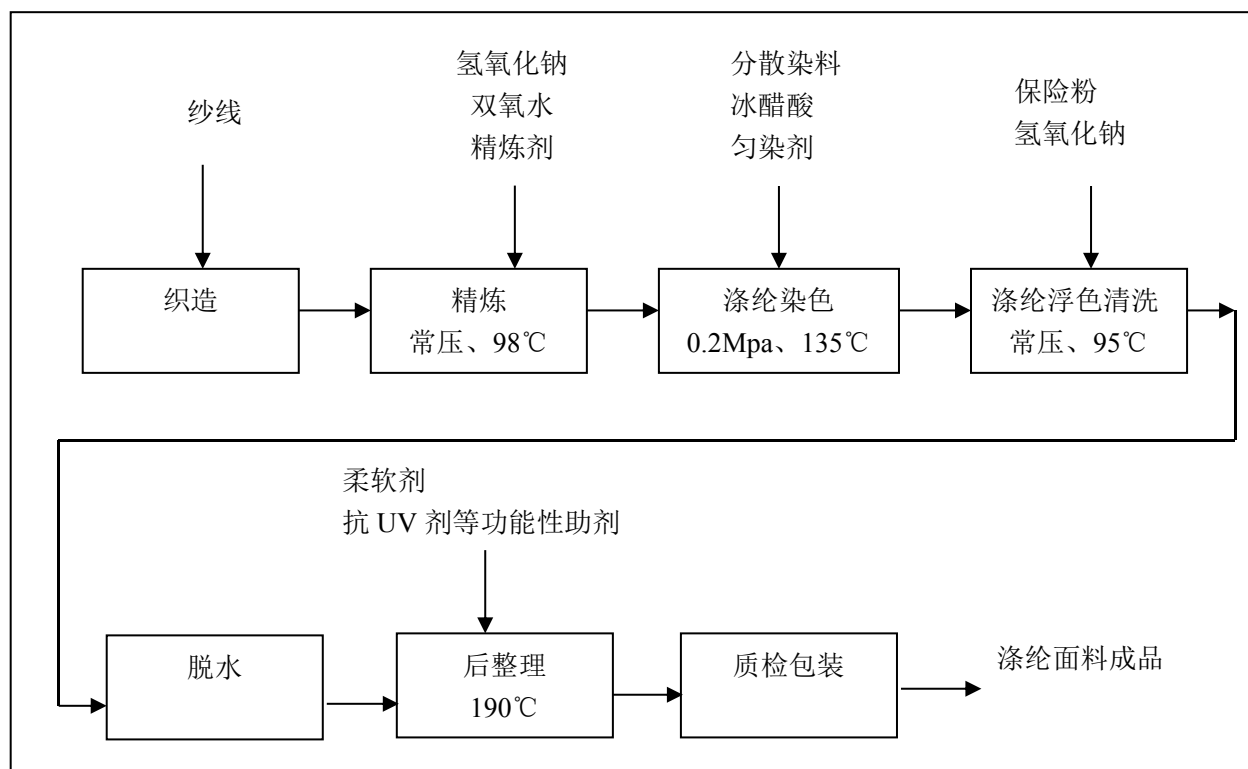 纱线
氢氧化钠
双氧水
精炼剂
分散染料
冰醋酸
匀染剂
保险粉
氢氧化钠
织造
精炼
常压、98℃
涤纶染色
0.2Mpa、135℃
涤纶浮色清洗
常压、95℃
柔软剂
抗 UV 剂等功能性助剂
脱水
后整理
190℃
质检包装
涤纶面料成品